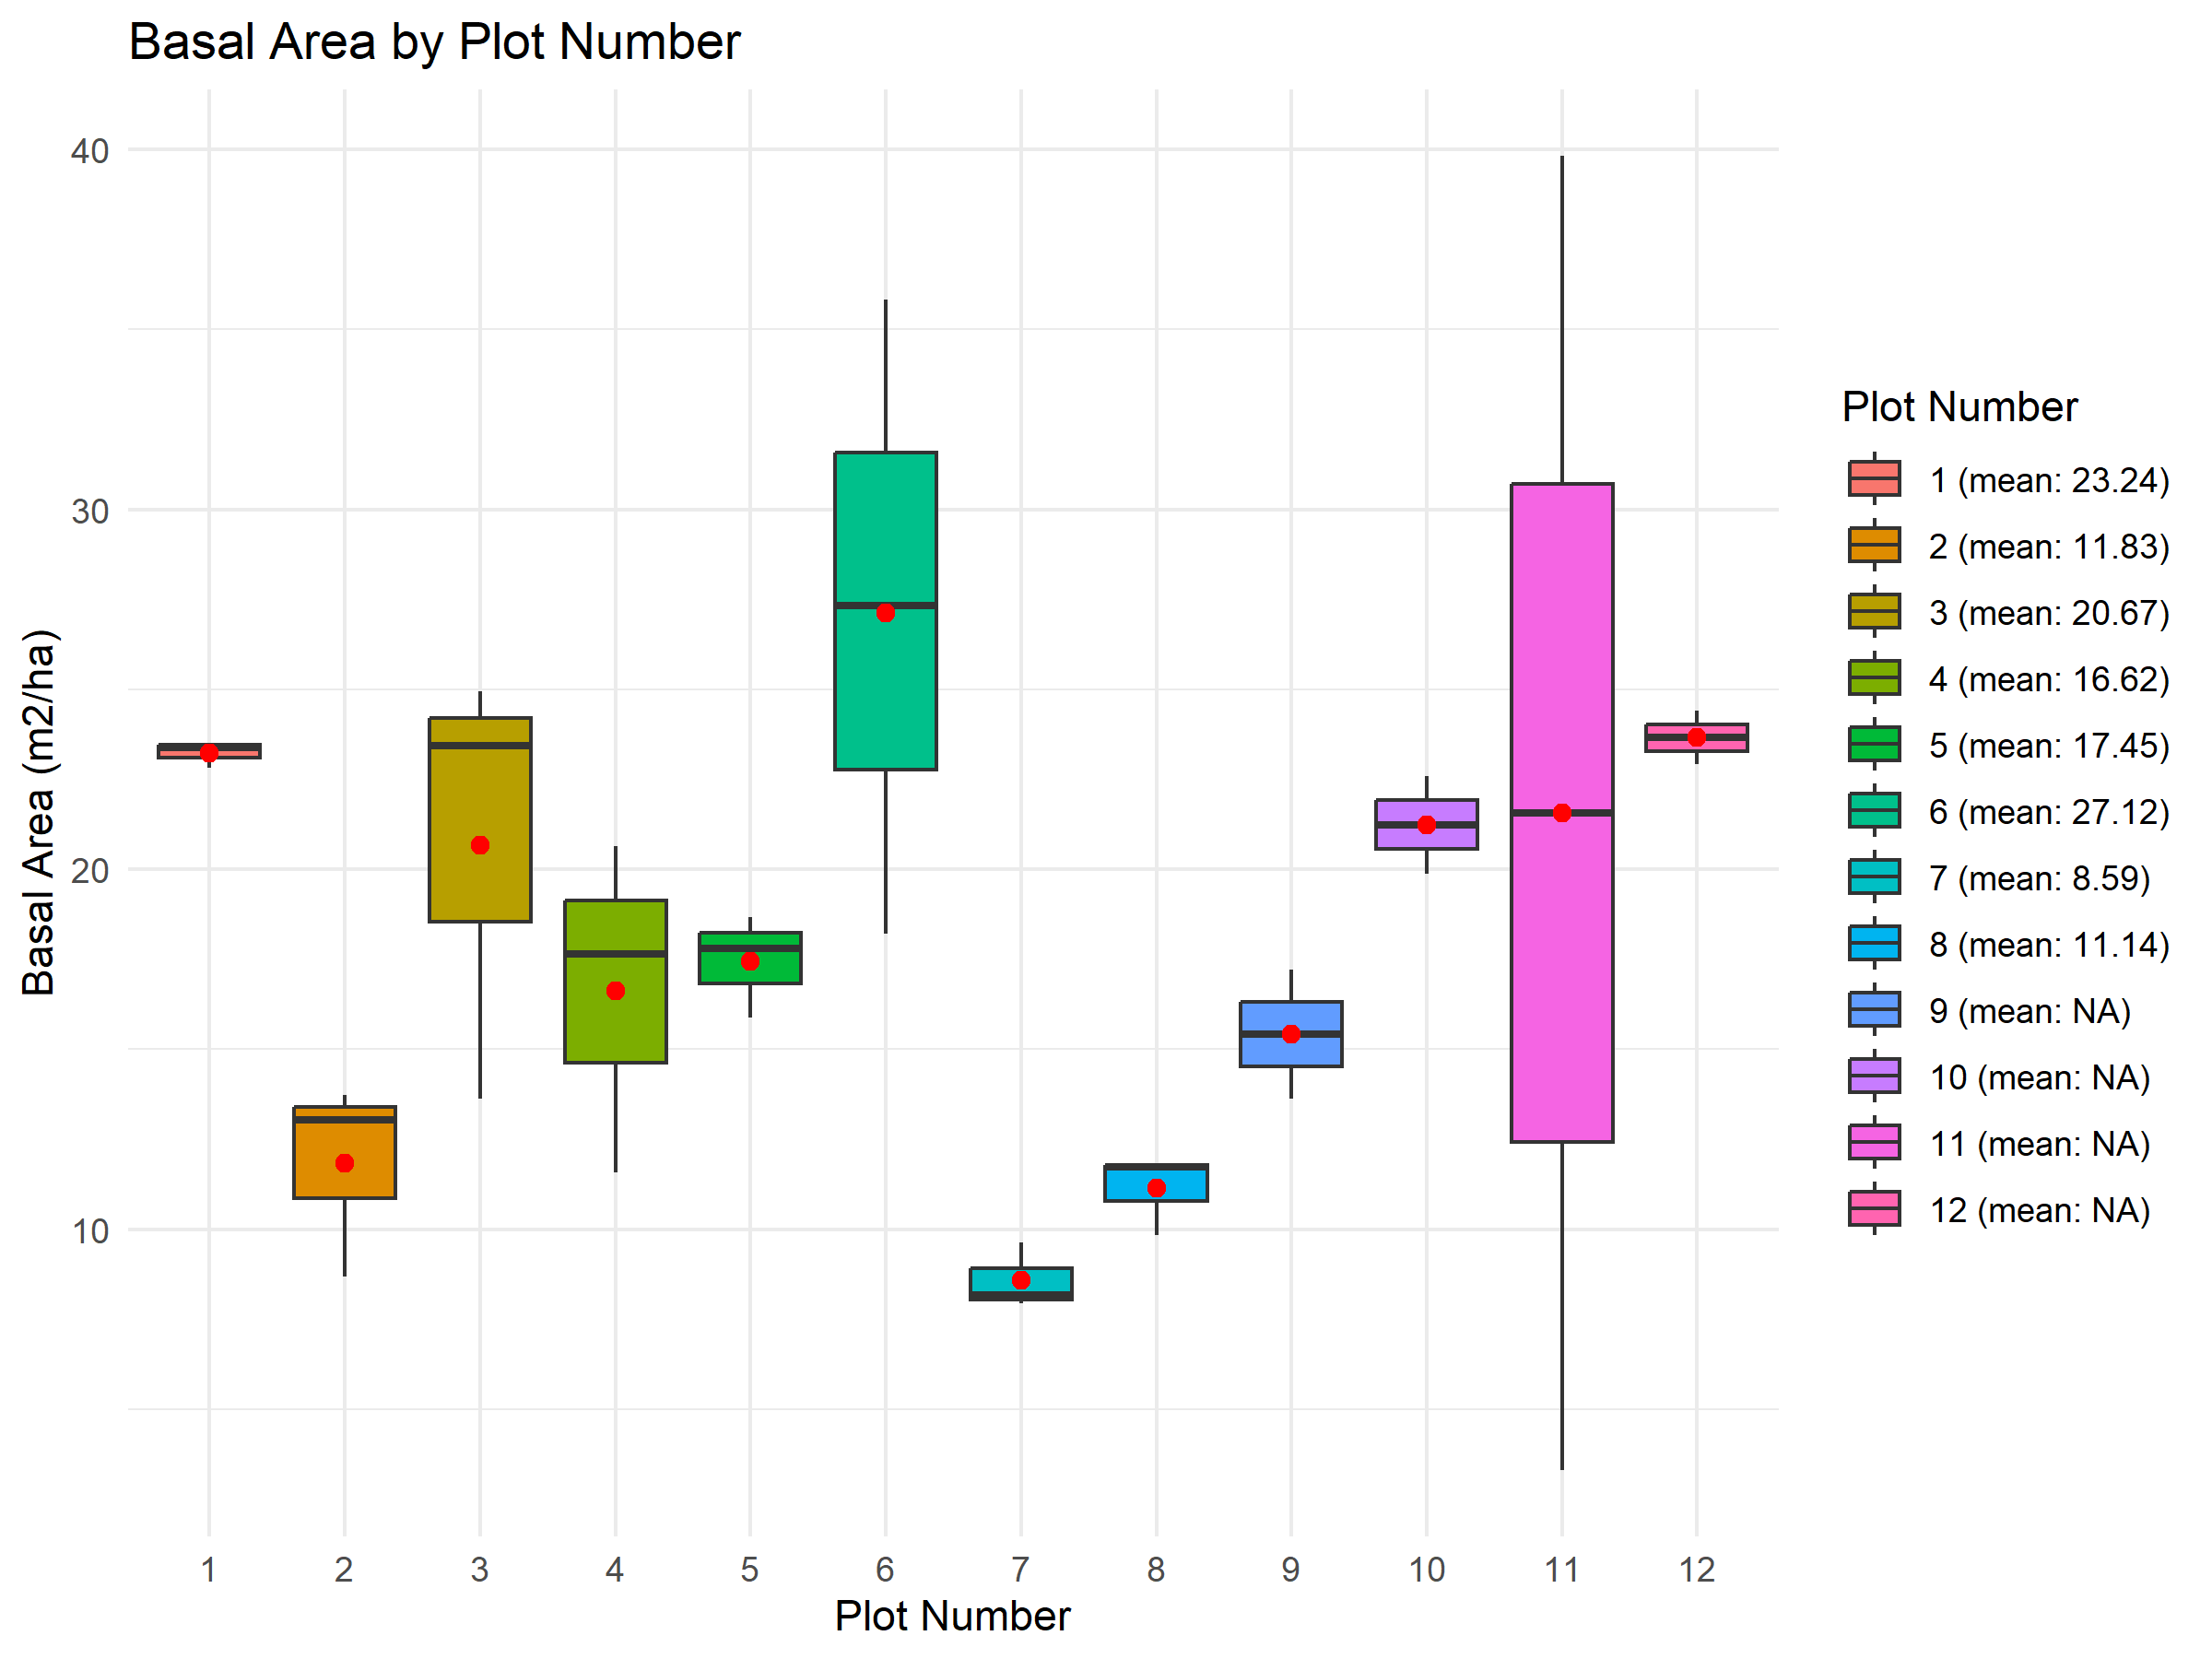 Basal Area by Plot Number
40
30
20
10
Basal Area (m2/ha)
1 2 3 4 5 6 7 8 9 10 11 12
Plot Number
Plot Number
1 (mean: 23.24)
2 (mean: 11.83)
3 (mean: 20.67)
4 (mean: 16.62)
5 (mean: 17.45)
6 (mean: 27.12)
7 (mean: 8.59)
8 (mean: 11.14)
9 (mean: NA)
10 (mean: NA)
11 (mean: NA)
12 (mean: NA)